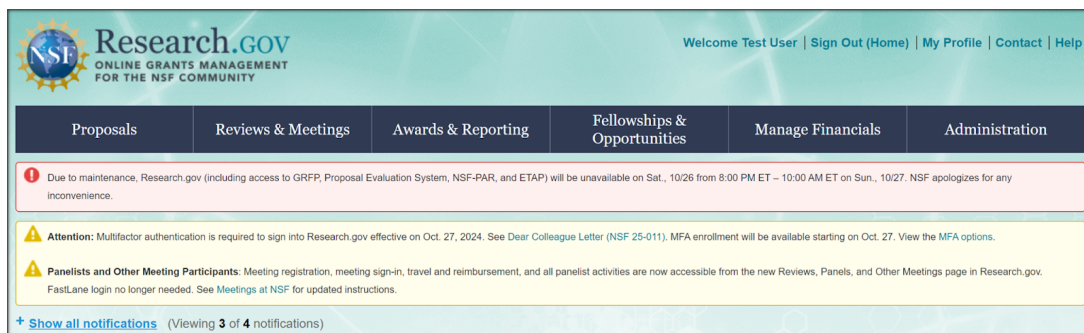 NSF
Research.GOV
ONLINE GRANTS MANAGEMENT
FOR THE NSF COMMUNITY
Welcome Test User | Sign Out (Home) | My Profile | Contact | Help
Proposals
Reviews & Meetings
Awards & Reporting
Fellowships &
Opportunities
Manage Financials
Administration
Due to maintenance, Research.gov (including access to GRFP, Proposal Evaluation System, NSF-PAR, and ETAP) will be unavailable on Sat., 10/26 from 8:00 PM ET – 10:00 AM ET on Sun., 10/27. NSF apologizes for any
inconvenience.
Attention: Multifactor authentication is required to sign into Research.gov effective on Oct. 27, 2024. See Dear Colleague Letter (NSF 25-011). MFA enrollment will be available starting on Oct. 27. View the MFA options.
Panelists and Other Meeting Participants: Meeting registration, meeting sign-in, travel and reimbursement, and all panelist activities are now accessible from the new Reviews, Panels, and Other Meetings page in Research.gov.
FastLane login no longer needed. See Meetings at NSF for updated instructions.
+ Show all notifications (Viewing 3 of 4 notifications)